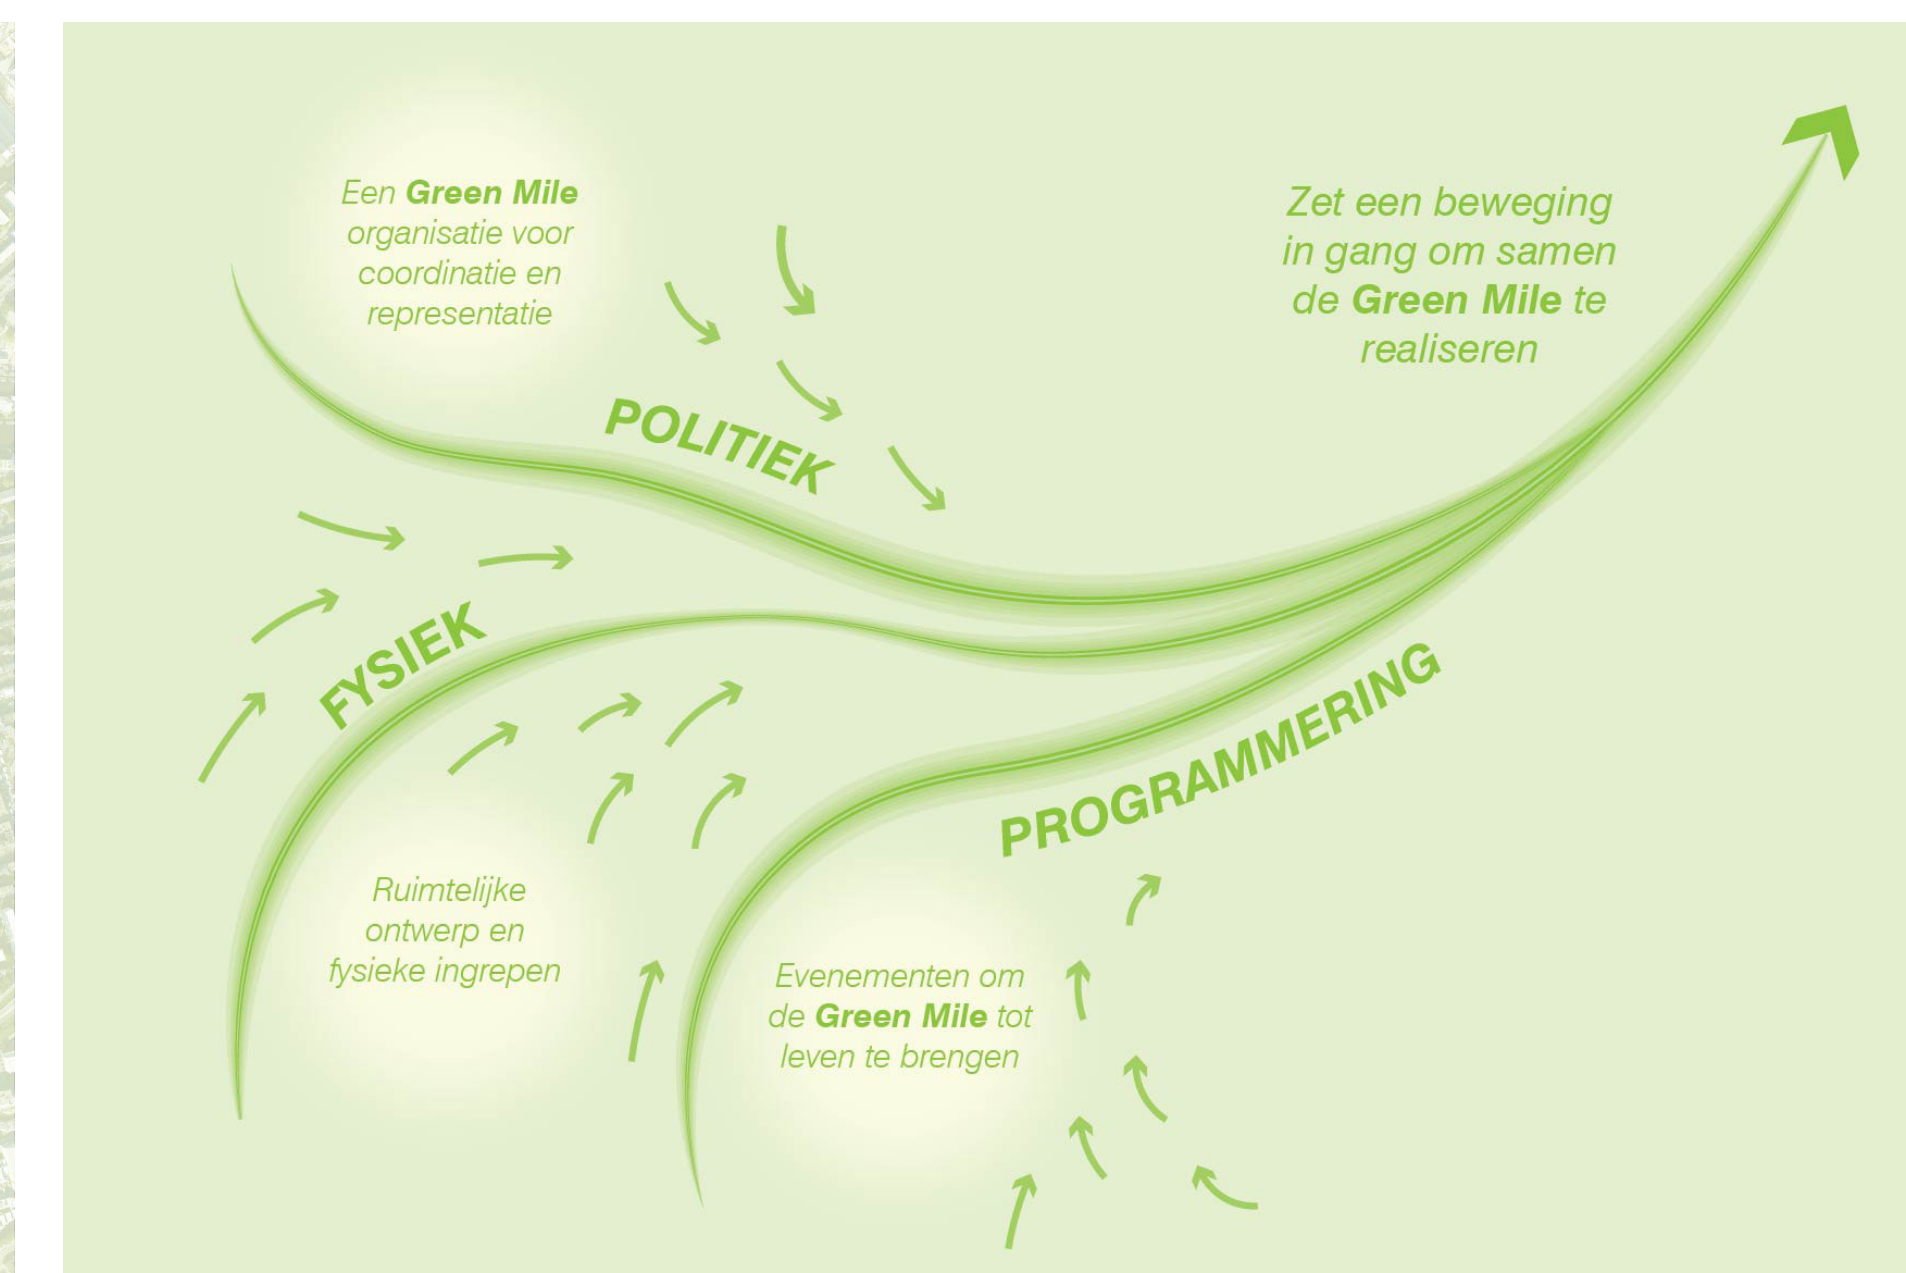 Een Green Mile
organisatie voor
coordinatie en
representatie
Zet een beweging
in gang om samen
de Green Mile te
realiseren
POLITIEK
FYSIEK
PROGRAMMERING
Ruimtelijke
ontwerp en
fysieke ingrepen
Evenementen om
de Green Mile tot
leven te brengen